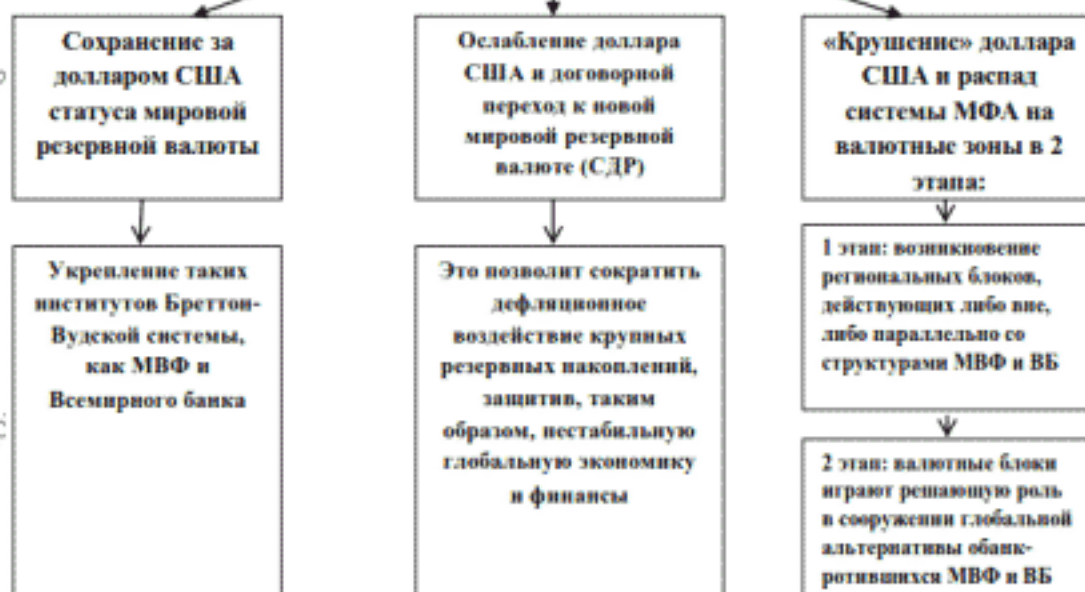 Сохранение за
долларом США
статуса мировой
резервной валюты
Укрепление таких
институтов Бреттон-
Вудской системы,
как МВФ и
Всемирного банка
Ослабление доллара
США и договорной
переход к новой
мировой резервной
валюте (СДР)
Это позволит сократить
дефляционное
воздействие крупных
резервных накоплений,
защитив, таким
образом, нестабильную
глобальную экономику
и финансы
«Крушение» доллара
США и распад
системы МФА на
валютные зоны в 2
этапа:
1 этап: возникновение
региональных блоков,
действующих либо вне,
либо параллельно со
структурами МВФ и ВБ
2 этап: валютные блоки
играют решающую роль
в сооружении глобальной
альтернативы обанк-
ротившихся МВФ и ВБ